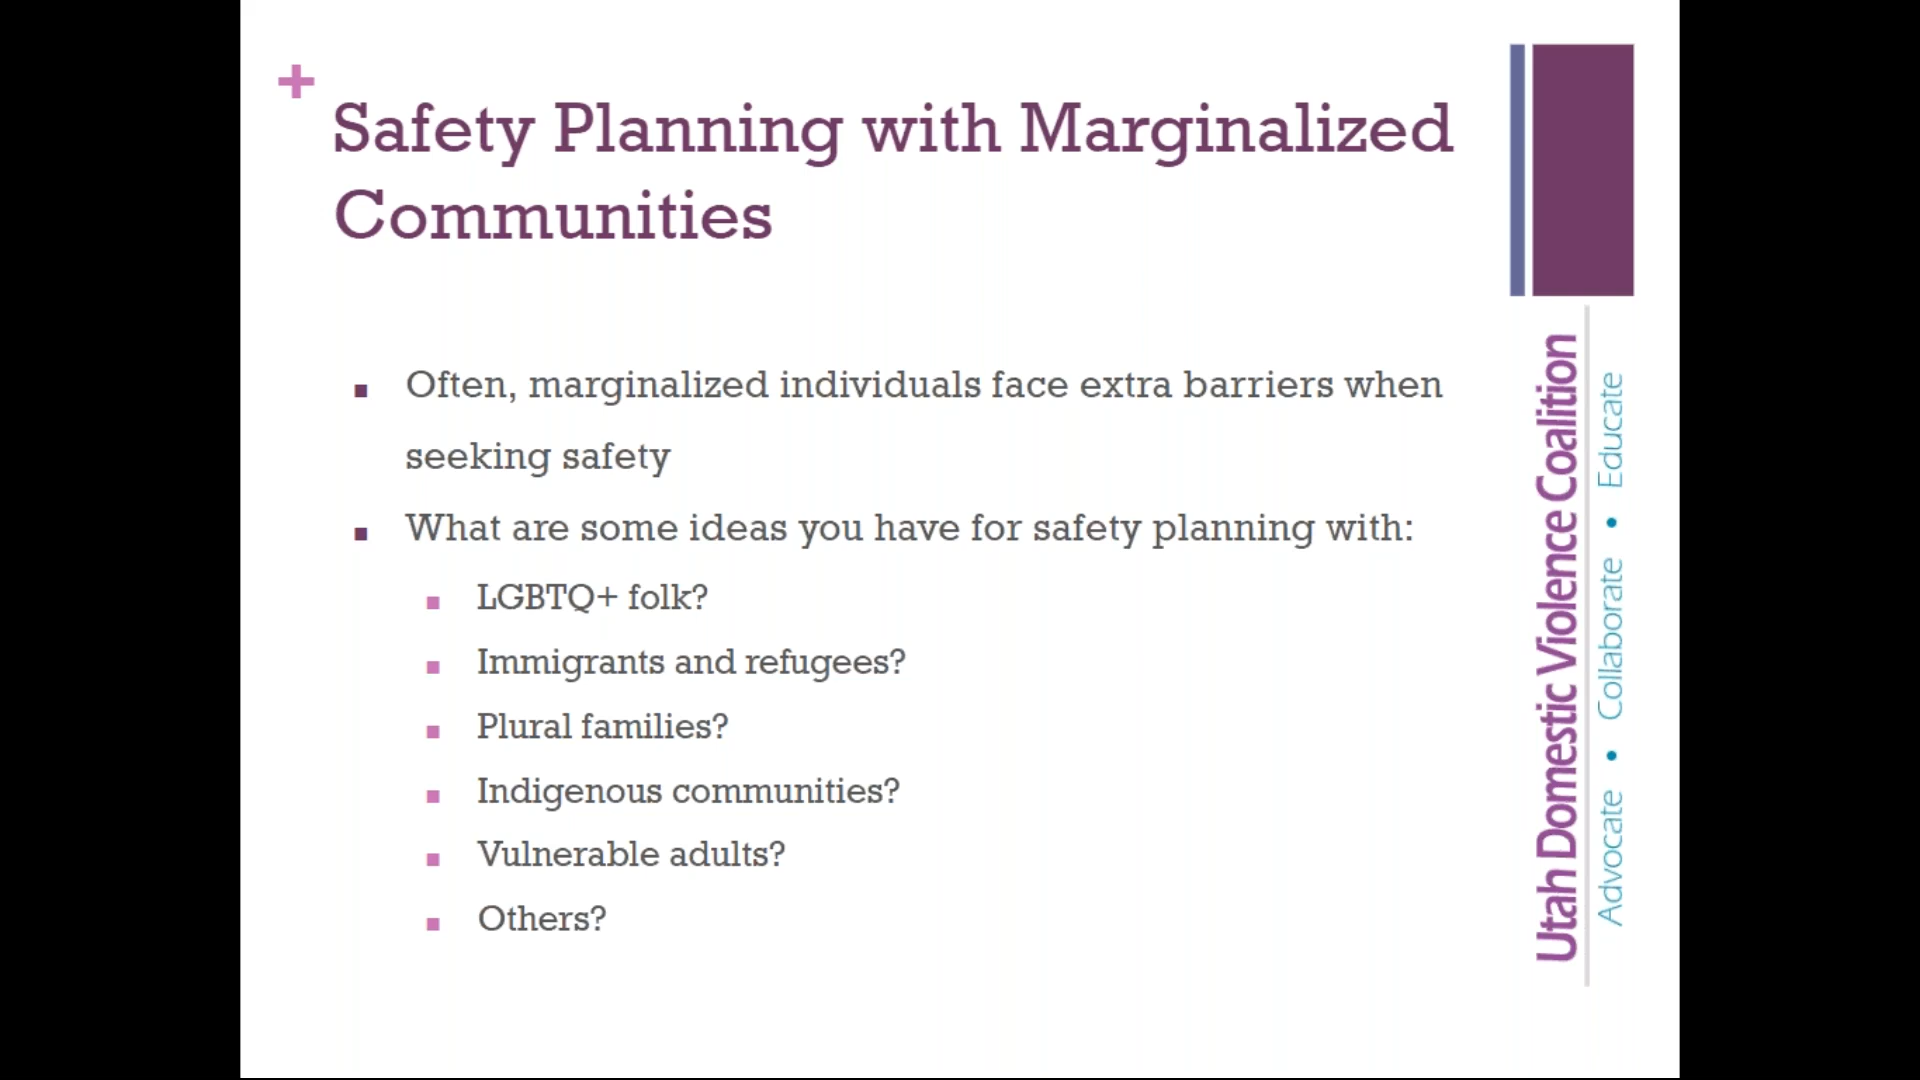 +
Safety Planning with Marginalized
Communities
Often, marginalized individuals face extra barriers when
seeking safety
What are some ideas you have for safety planning with:
LGBTQ+ folk?
Immigrants and refugees?
Plural families?
Indigenous communities?
Vulnerable adults?
Others?
Utah Domestic Violence Coalition
Advocate • Collaborate • Educate